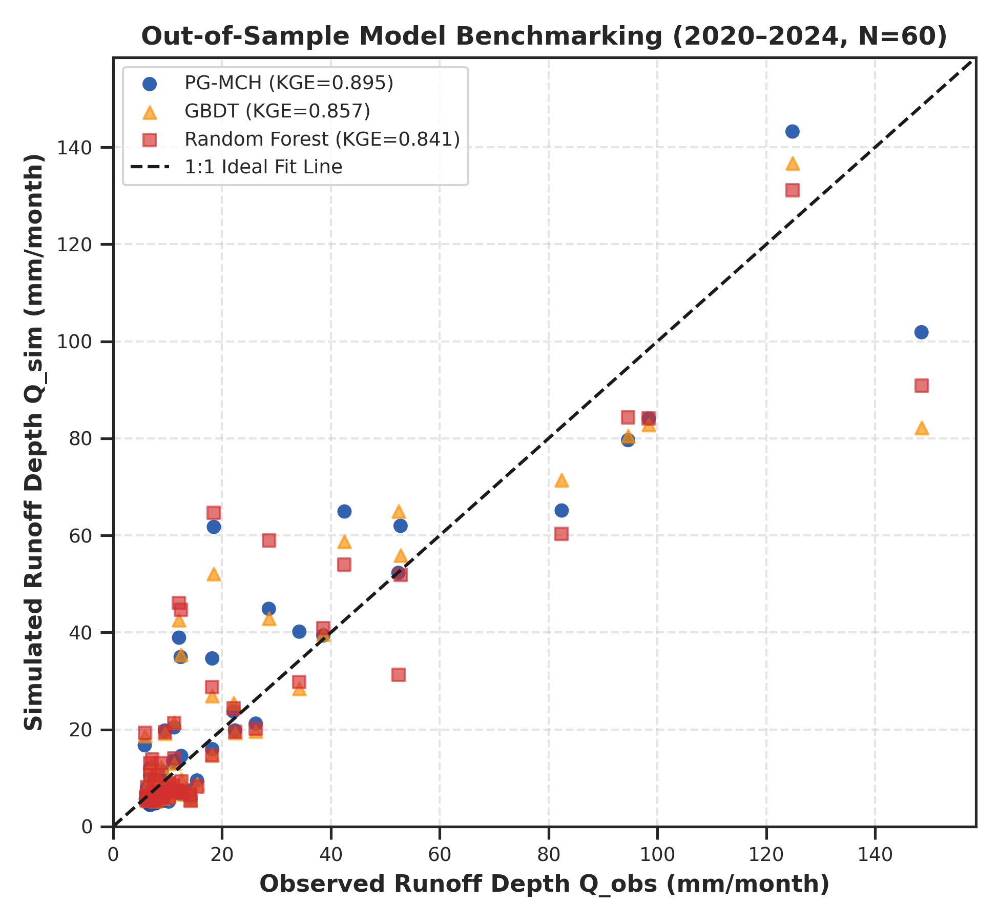 Out-of-Sample Model Benchmarking (2020–2024, N=60)
PG-MCH (KGE=0.895)
GBDT (KGE=0.857)
Random Forest (KGE=0.841)
1:1 Ideal Fit Line
Simulated Runoff Depth Q_sim (mm/month)
140
120
100
80
60
40
20
0
0 20 40 60 80 100 120 140
Observed Runoff Depth Q_obs (mm/month)